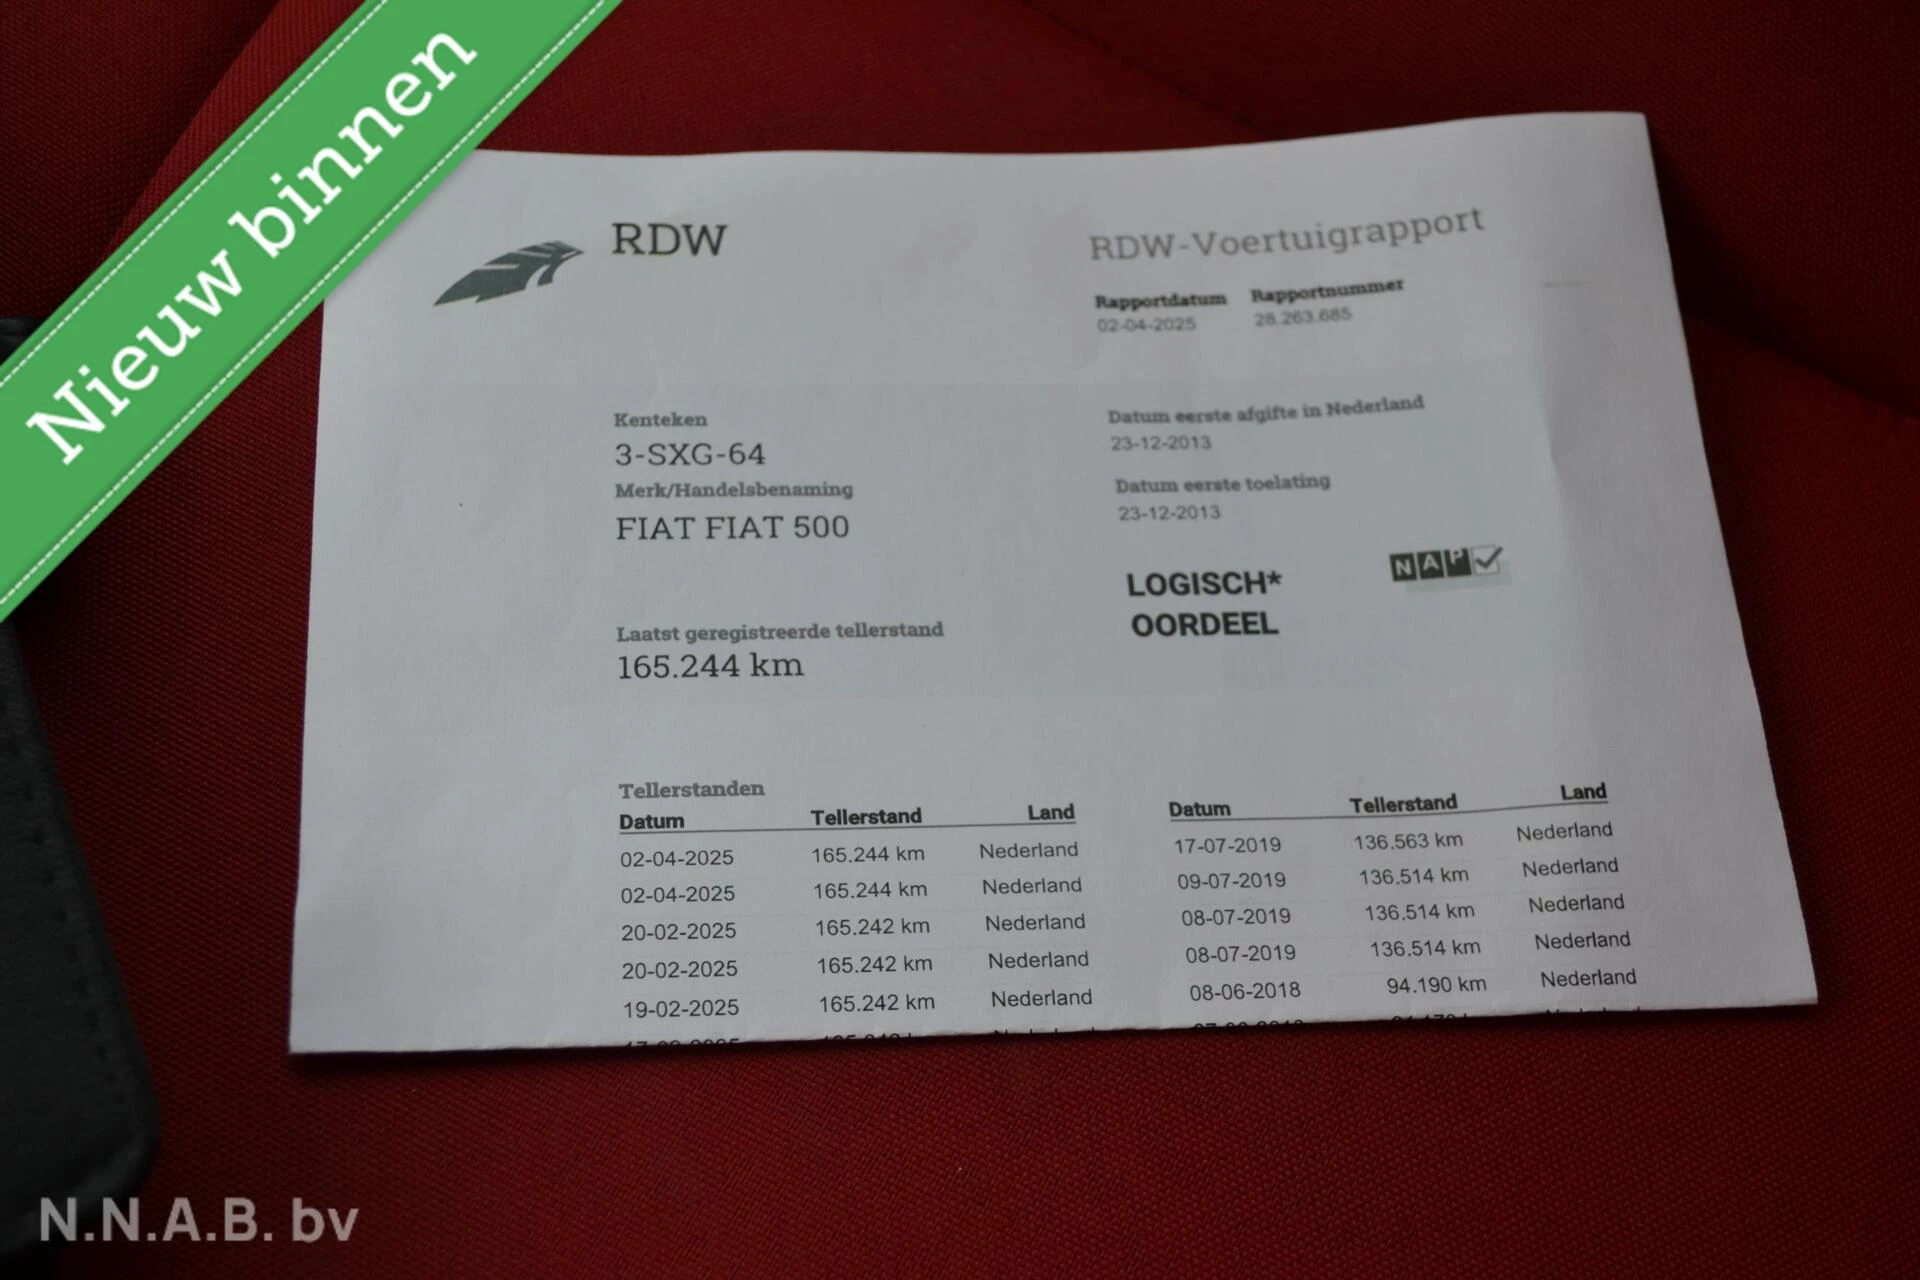 Nieuw binnen
RDW
RDW-Voertuigrapport
Rapportdatum Rapportnummer
02-04-2025 28.263.685
Kenteken
3-SXG-64
Merk/Handelsbenaming
FIAT FIAT 500
Datum eerste afgifte in Nederland
23-12-2013
Datum eerste toelating
23-12-2013
LOGISCH*
OORDEEL
NAP
Laatst geregistreerde tellerstand
165.244 km
Tellerstanden
Datum Tellerstand Land
02-04-2025 165.244 km Nederland
02-04-2025 165.244 km Nederland
20-02-2025 165.242 km Nederland
20-02-2025 165.242 km Nederland
19-02-2025 165.242 km Nederland
Datum Tellerstand Land
17-07-2019 136.563 km Nederland
09-07-2019 136.514 km Nederland
08-07-2019 136.514 km Nederland
08-07-2019 136.514 km Nederland
08-06-2018 94.190 km Nederland
N.N.A.B. bv